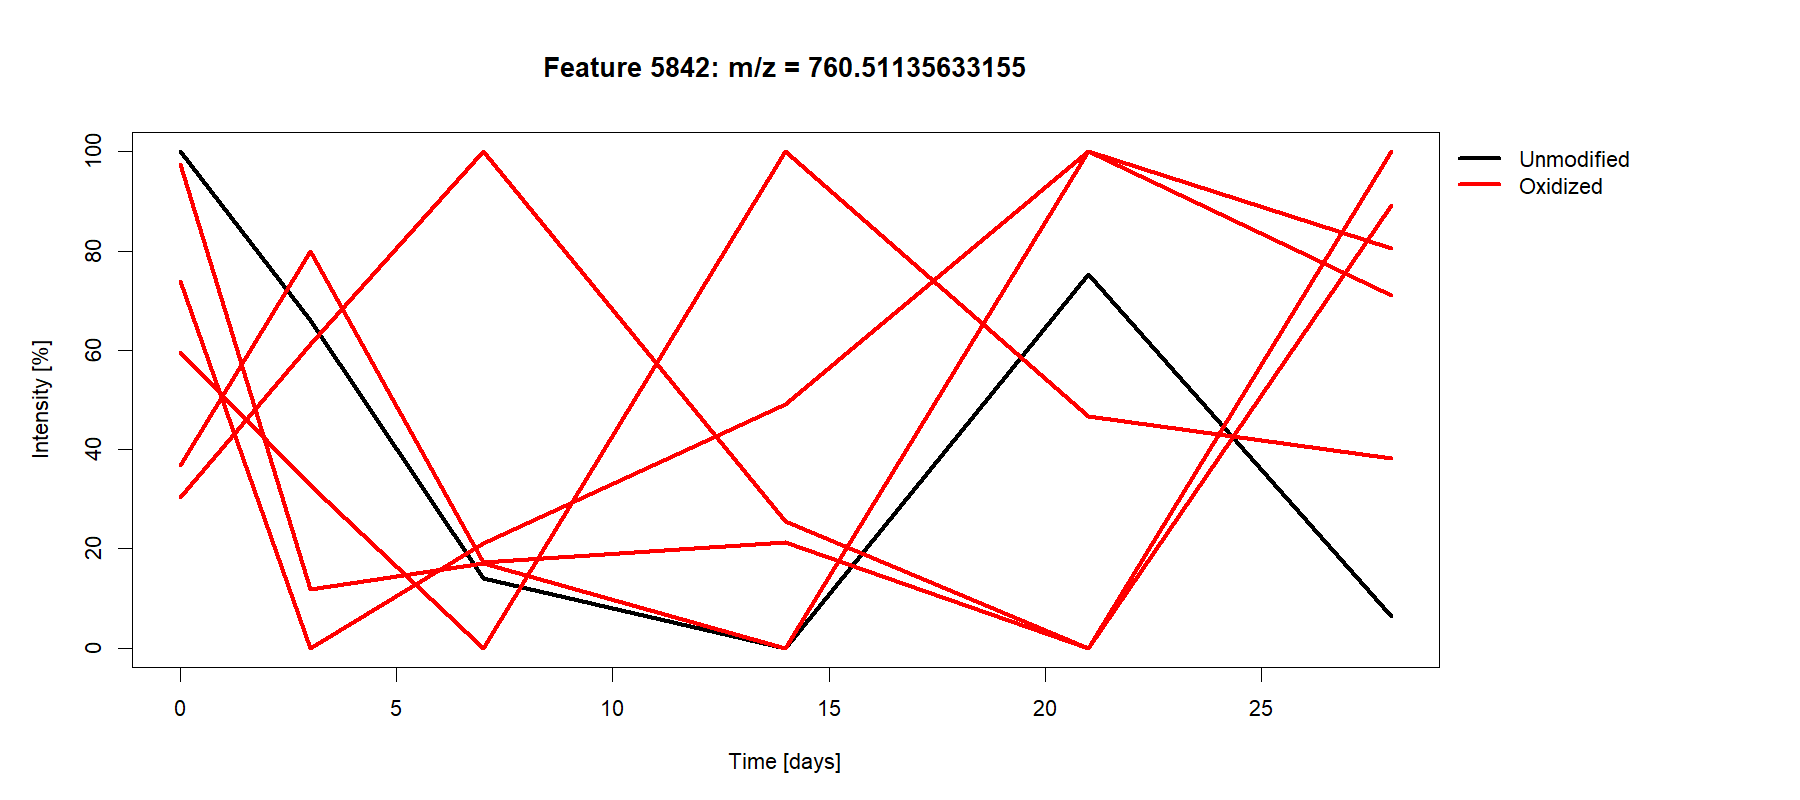 Feature 5842: m/z = 760.51135633155
Unmodified
Oxidized
Intensity [%]
100
80
60
40
20
0
0 5 10 15 20 25
Time [days]